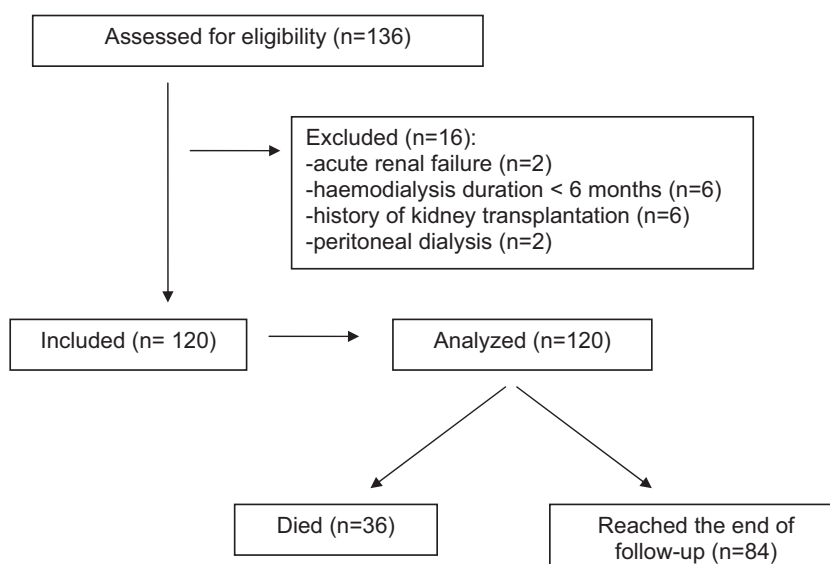 Assessed for eligibility (n=136)
Excluded (n=16):
-acute renal failure (n=2)
-haemodialysis duration < 6 months (n=6)
-history of kidney transplantation (n=6)
-peritoneal dialysis (n=2)
Included (n= 120)
Analyzed (n=120)
Died (n=36)
Reached the end of
follow-up (n=84)